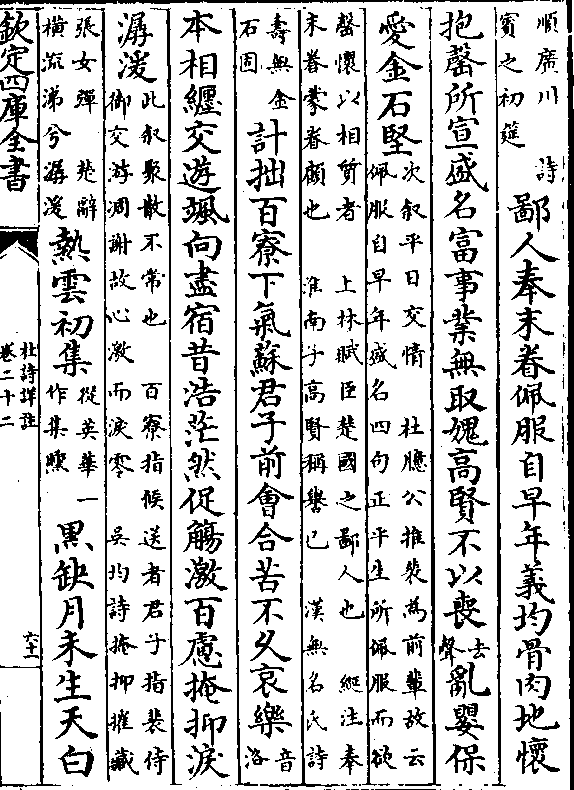 順廣川　詩
賓之初筵
鄙人奉末眷佩服自早年義均骨肉地懷
抱罄所宣盛名富事業無取媿高賢不以喪去聲亂嬰保
愛金石堅
次叙平日交情　杜臆公推裴為前輩故云
佩服自早年盛名四句正平生所佩服而欲
罄懷以相質者　上林賦臣楚國之鄙人也　注奉
末眷蒙眷顧也　淮南子高賢稱譽已　漢無名氏詩
壽無金
石固
計拙百寮下氣蘇君子前會合苦不久哀樂音洛
本相纏交遊颯向盡宿昔浩茫然促觴激百慮掩抑淚
潺湲
此叙聚散不常也　百寮指候送者君子指裴侍
御交游凋謝故心激而淚零　吳均詩掩抑摧藏
張女彈　楚辭
橫流涕兮潺湲
熱雲初集
從英華一
作集曛
黒缺月未生天白
欽定四庫全書
杜詩詳註
卷二十二
六十一